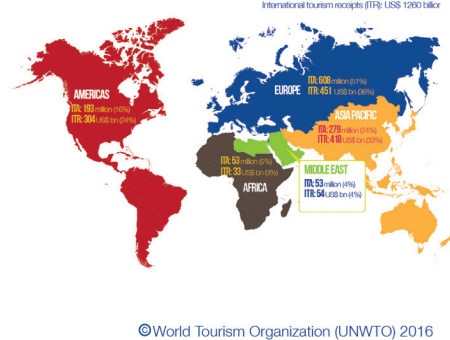 International tourism receipts (ITR): US$ 1260 billion
AMERICAS
ITA: 193 million (16%)
ITR: 304 US$ bn (24%)
EUROPE
ITA: 608 million (51%)
ITR: 451 US$ bn (36%)
ASIA PACIFIC
ITA: 279 million (24%)
ITR: 418 US$ bn (33%)
ITA: 53 million (5%)
ITR: 33 US$ bn (3%)
AFRICA
MIDDLE EAST
ITA: 53 million (4%)
ITR: 54 US$ bn (4%)
©World Tourism Organization (UNWTO) 2016